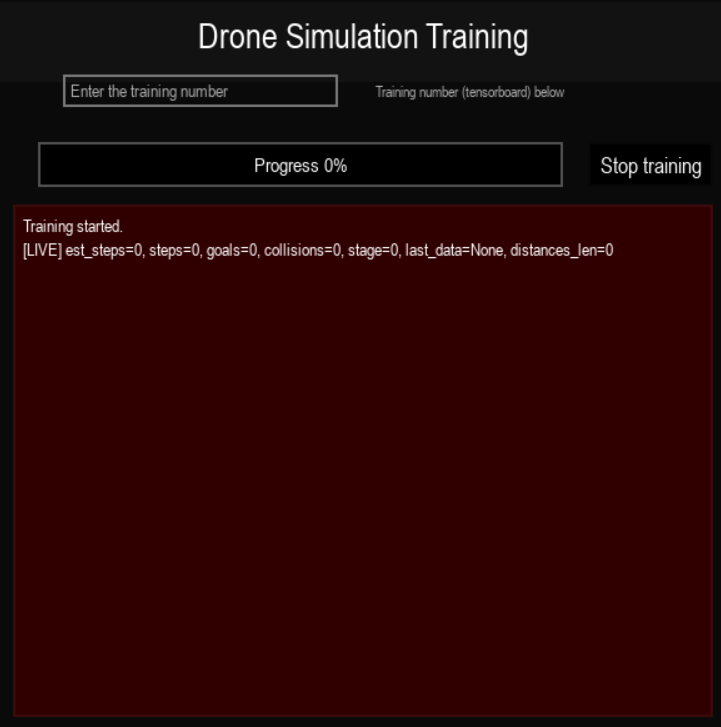 Drone Simulation Training
Enter the training number
Training number (tensorboard) below
Progress 0%
Stop training
Training started.
[LIVE] est_steps=0, steps=0, goals=0, collisions=0, stage=0, last_data=None, distances_len=0